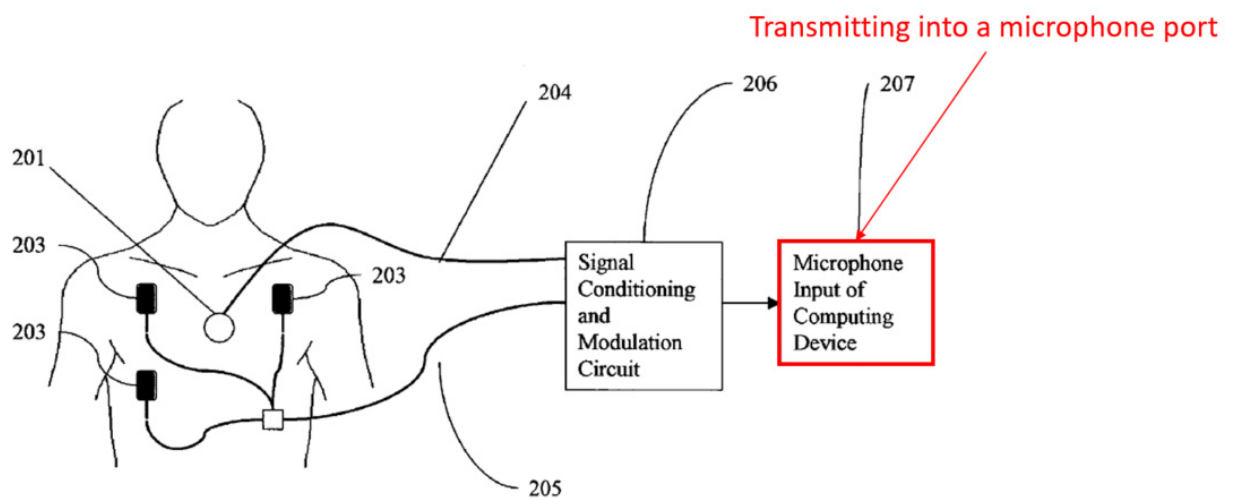 Transmitting into a microphone port
204
206
207
201
203
203
203
Signal
Conditioning
and
Modulation
Circuit
Microphone
Input of
Computing
Device
205